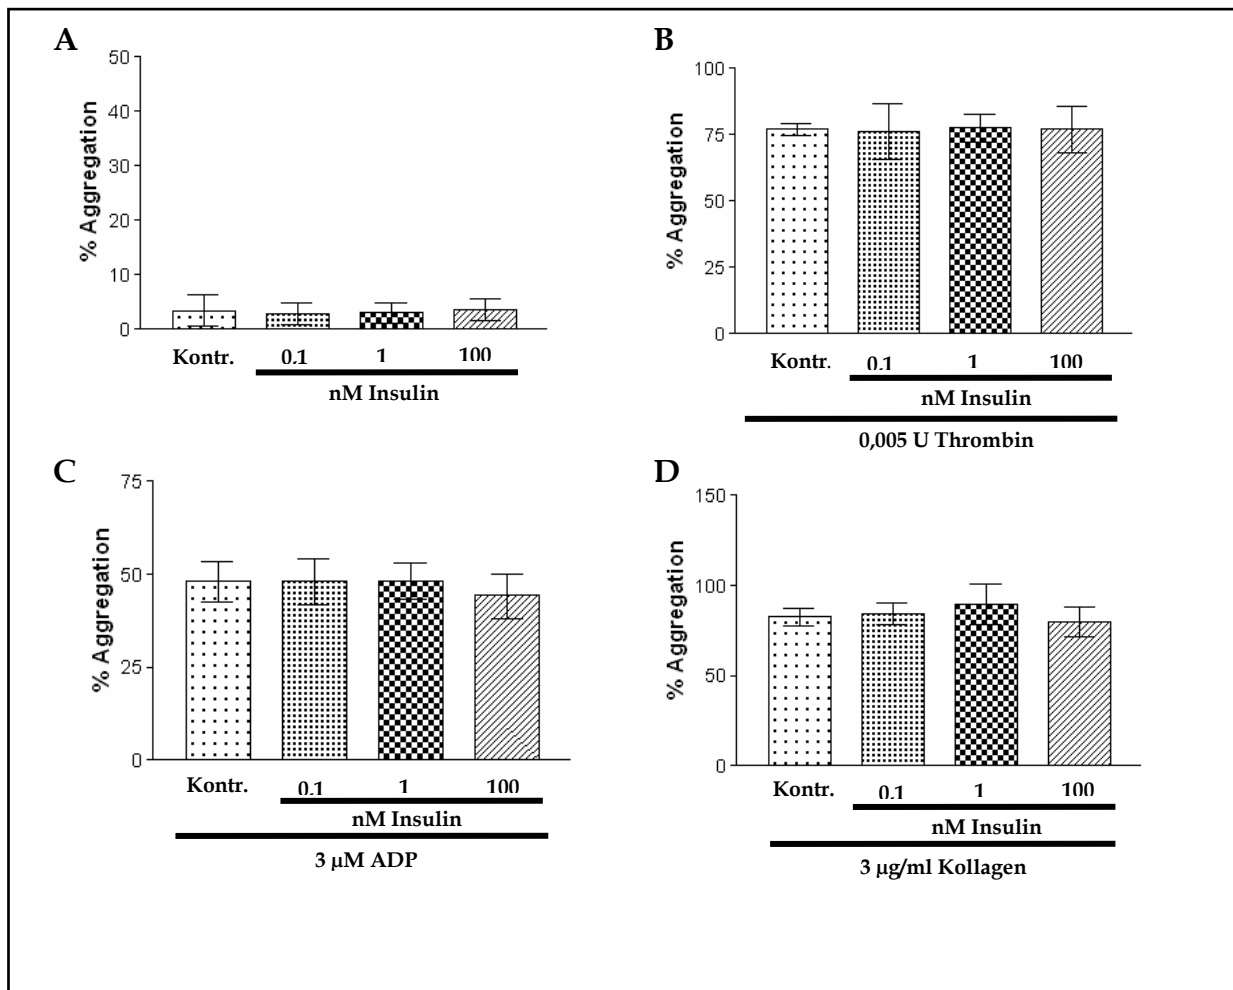 A
% Aggregation
50
40
30
20
10
0
Kontr. 0.1 1 100
nM Insulin
B
% Aggregation
100
75
50
25
0
Kontr. 0.1 1 100
nM Insulin
0,005 U Thrombin
C
% Aggregation
75
50
25
0
Kontr. 0.1 1 100
nM Insulin
3 µM ADP
D
% Aggregation
150
100
50
0
Kontr. 0.1 1 100
nM Insulin
3 µg/ml Kollagen